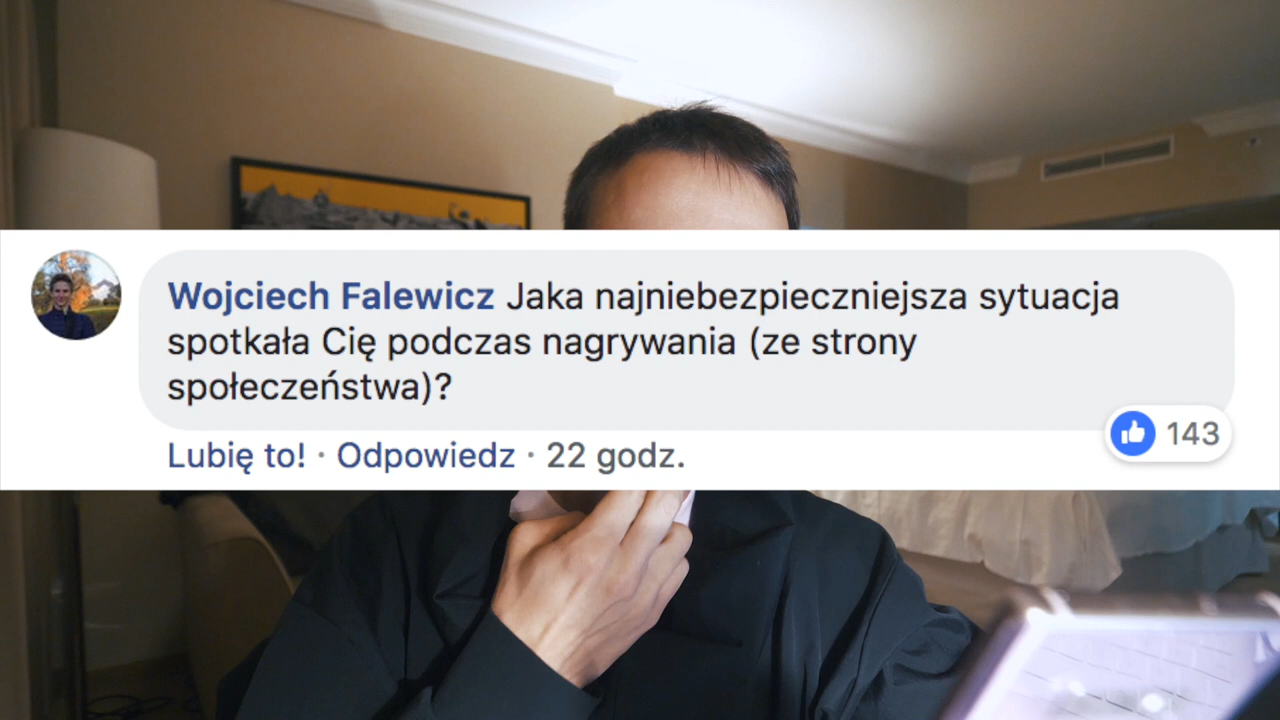 Wojciech Falewicz Jaka najniebezpieczniejsza sytuacja
spotkała Cię podczas nagrywania (ze strony
społeczeństwa)?
Lubię to! · Odpowiedz · 22 godz.
143